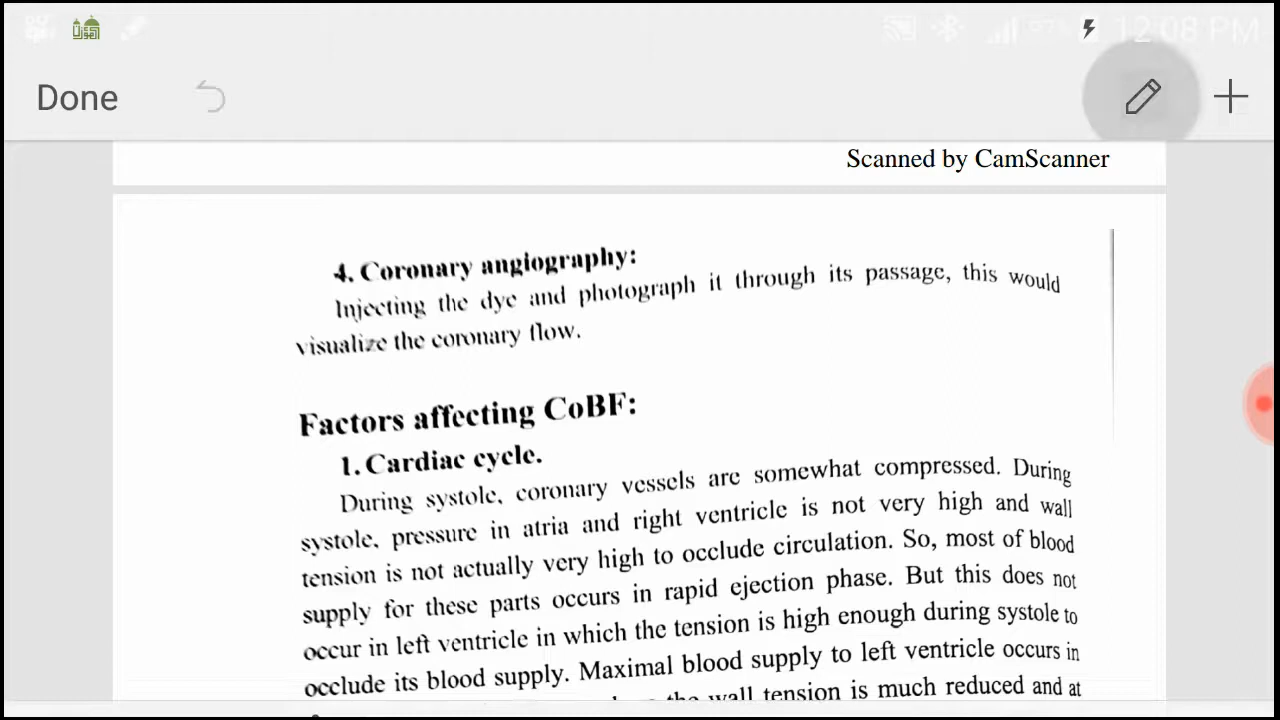 12:08 PM
Done
Scanned by CamScanner
4. Coronary angiography:
Injecting the dye and photograph it through its passage, this would
visualize the coronary flow.
Factors affecting CoBF:
1. Cardiac cycle.
During systole, coronary vessels are somewhat compressed. During
systole, pressure in atria and right ventricle is not very high and wall
tension is not actually very high to occlude circulation. So, most of blood
supply for these parts occurs in rapid ejection phase. But this does not
occur in left ventricle in which the tension is high enough during systole to
occlude its blood supply. Maximal blood supply to left ventricle occurs in
the wall tension is much reduced and at